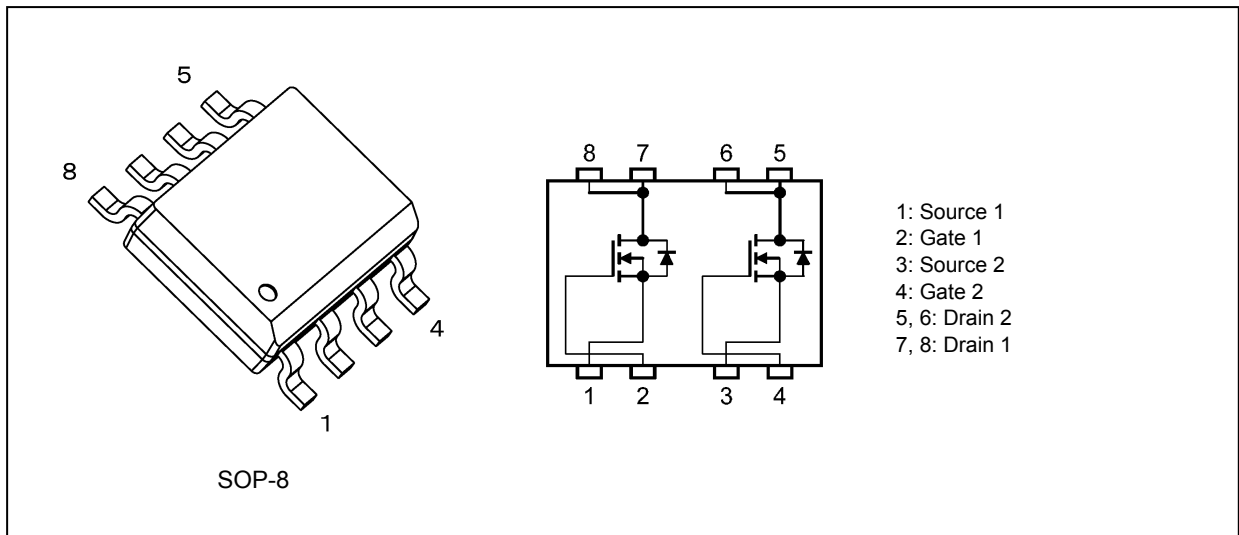 5
8
4
1
SOP-8
8 7 6 5
1 2 3 4
1: Source 1
2: Gate 1
3: Source 2
4: Gate 2
5, 6: Drain 2
7, 8: Drain 1